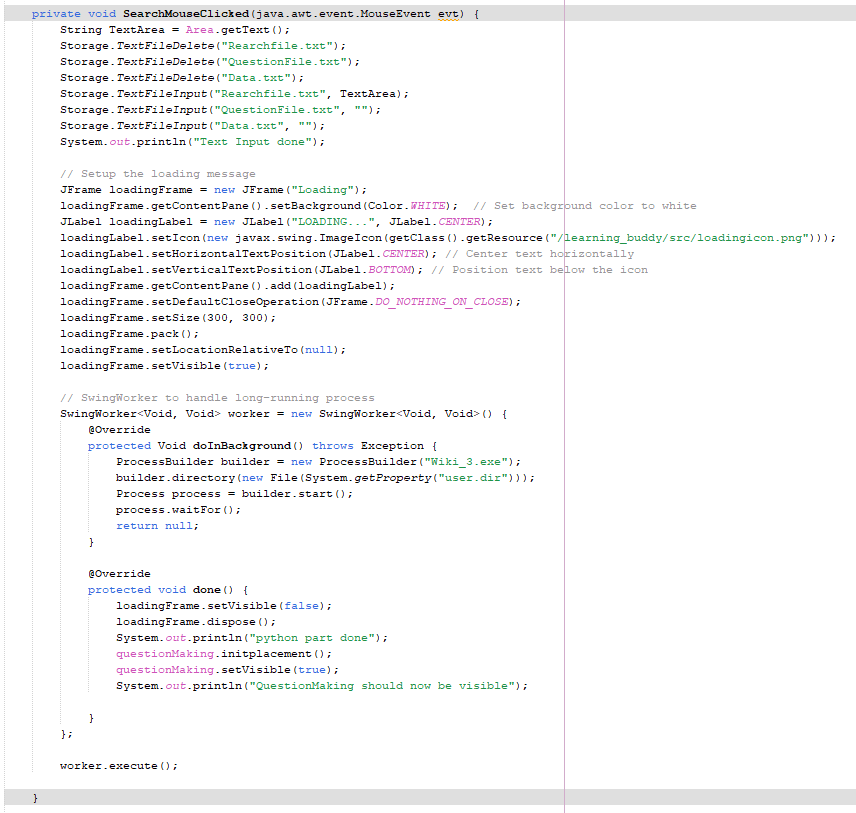 private void SearchMouseClicked(java.awt.event.MouseEvent evt) {
    String TextArea = Area.getText();
    Storage.TextFileDelete("Rearchfile.txt");
    Storage.TextFileDelete("QuestionFile.txt");
    Storage.TextFileDelete("Data.txt");
    Storage.TextFileInput("Rearchfile.txt", TextArea);
    Storage.TextFileInput("QuestionFile.txt", "");
    Storage.TextFileInput("Data.txt", "");
    System.out.println("Text Input done");

    // Setup the loading message
    JFrame loadingFrame = new JFrame("Loading");
    loadingFrame.getContentPane().setBackground(Color.WHITE);  // Set background color to white
    JLabel loadingLabel = new JLabel("LOADING...", JLabel.CENTER);
    loadingLabel.setIcon(new javax.swing.ImageIcon(getClass().getResource("/learning_buddy/src/loadingicon.png")));
    loadingLabel.setHorizontalTextPosition(JLabel.CENTER); // Center text horizontally
    loadingLabel.setVerticalTextPosition(JLabel.BOTTOM); // Position text below the icon
    loadingFrame.getContentPane().add(loadingLabel);
    loadingFrame.setDefaultCloseOperation(JFrame.DO_NOTHING_ON_CLOSE);
    loadingFrame.setSize(300, 300);
    loadingFrame.pack();
    loadingFrame.setLocationRelativeTo(null);
    loadingFrame.setVisible(true);

    // SwingWorker to handle long-running process
    SwingWorker<Void, Void> worker = new SwingWorker<Void, Void>() {
        @Override
        protected Void doInBackground() throws Exception {
            ProcessBuilder builder = new ProcessBuilder("Wiki_3.exe");
            builder.directory(new File(System.getProperty("user.dir")));
            Process process = builder.start();
            process.waitFor();
            return null;
        }

        @Override
        protected void done() {
            loadingFrame.setVisible(false);
            loadingFrame.dispose();
            System.out.println("python part done");
            questionMaking.initplacement();
            questionMaking.setVisible(true);
            System.out.println("QuestionMaking should now be visible");

        }
    };

    worker.execute();

}